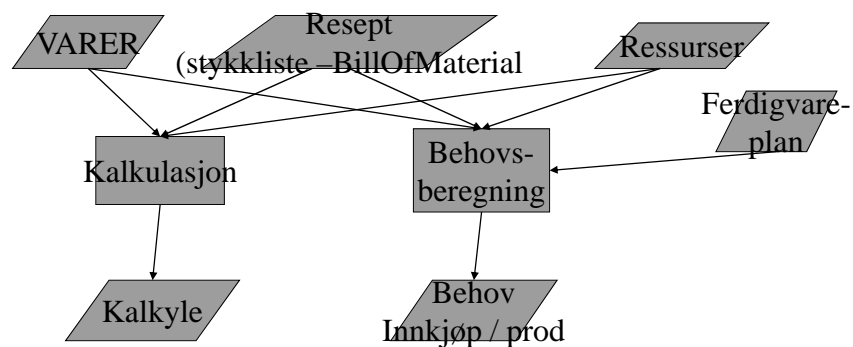 VARER
Resept
(stykkliste –BillOfMaterial
Ressurser
Ferdigvare-
plan
Kalkulasjon
Behovs-
beregning
Kalkyle
Behov
Innkjøp / prod